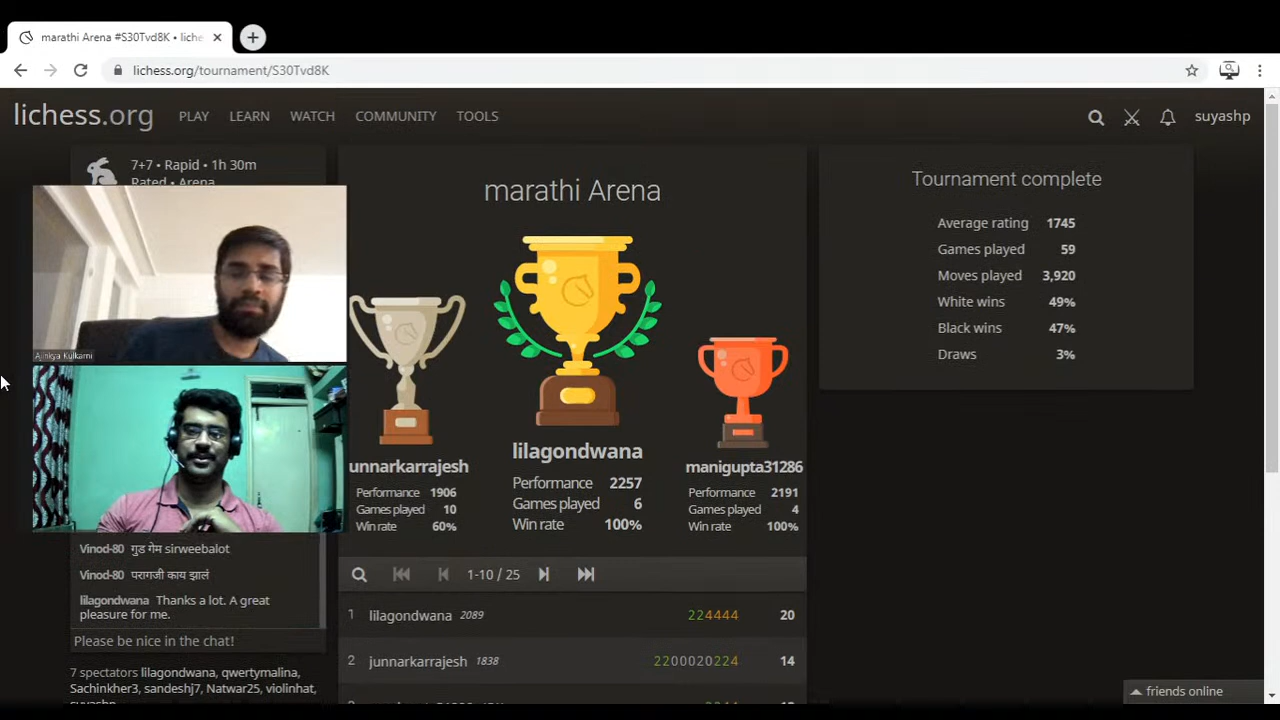 marathi Arena #S30Tvd8K • liche
lichess.org/tournament/S30Tvd8K
lichess.org PLAY LEARN WATCH COMMUNITY TOOLS suyashp
7+7 • Rapid • 1h 30m
Rated • Arena
Ajinkya Kulkarni
Vinod-80 गुड गेम sirweebalot
Vinod-80 परागजी काय झालं
lilagondwana Thanks a lot. A great
pleasure for me.
Please be nice in the chat!
7 spectators lilagondwana, qwertymalina,
Sachinkher3, sandeshj7, Natwar25, violinhat,
suyashp
marathi Arena
unnarkarrajesh
Performance 1906
Games played 10
Win rate 60%
lilagondwana
Performance 2257
Games played 6
Win rate 100%
manigupta31286
Performance 2191
Games played 4
Win rate 100%
1-10 / 25
1 lilagondwana 2089 224444 20
2 junnarkarrajesh 1838 2200020224 14
Tournament complete
Average rating 1745
Games played 59
Moves played 3,920
White wins 49%
Black wins 47%
Draws 3%
friends online